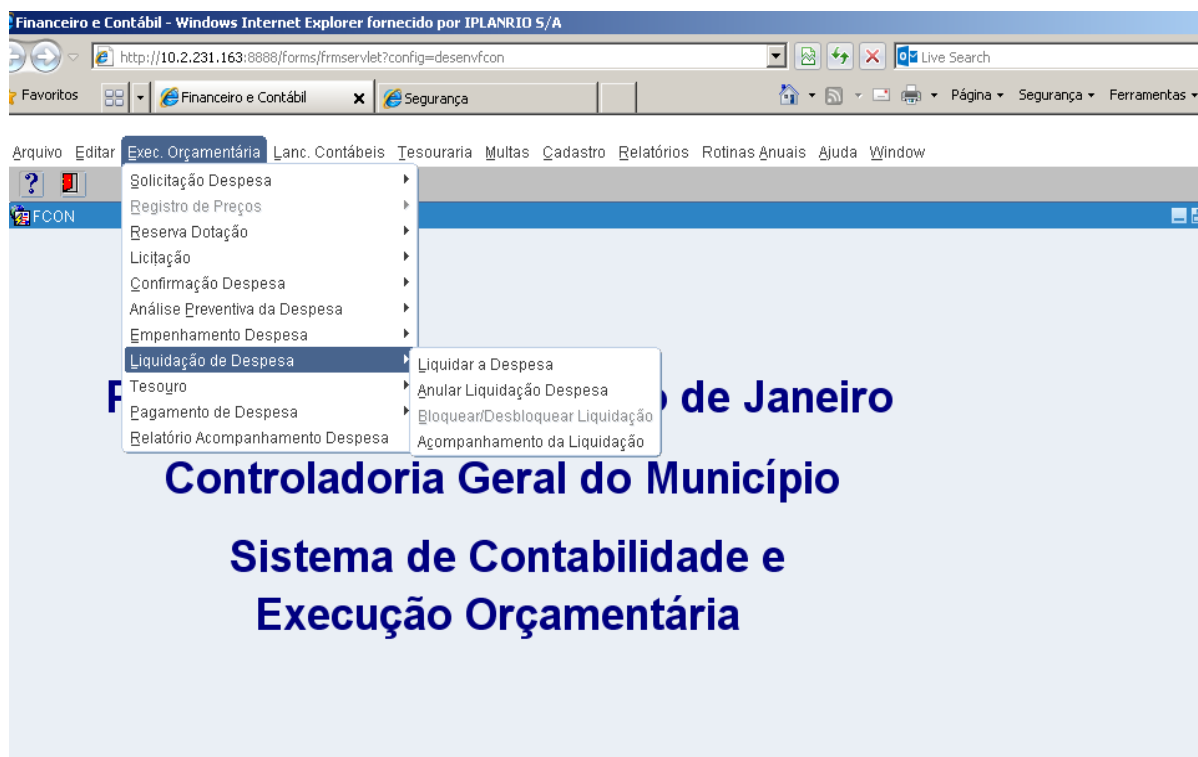 Financeiro e Contábil - Windows Internet Explorer fornecido por IPLANRIO S/A
http://10.2.231.163:8888/forms/frmservlet?config=desenvfcon
Live Search
Favoritos
Financeiro e Contábil
Segurança
Página
Segurança
Ferramentas
Arquivo Editar Exec. Orçamentária Lanc. Contábeis Tesouraria Multas Cadastro Relatórios Rotinas Anuais Ajuda Window
FCON
Solicitação Despesa
Registro de Preços
Reserva Dotação
Licitação
Confirmação Despesa
Análise Preventiva da Despesa
Empenhamento Despesa
Liquidação de Despesa
Tesouro
Pagamento de Despesa
Relatório Acompanhamento Despesa
Liquidar a Despesa
Anular Liquidação Despesa
Bloquear/Desbloquear Liquidação
Acompanhamento da Liquidação
de Janeiro
Controladoria Geral do Município
Sistema de Contabilidade e
Execução Orçamentária